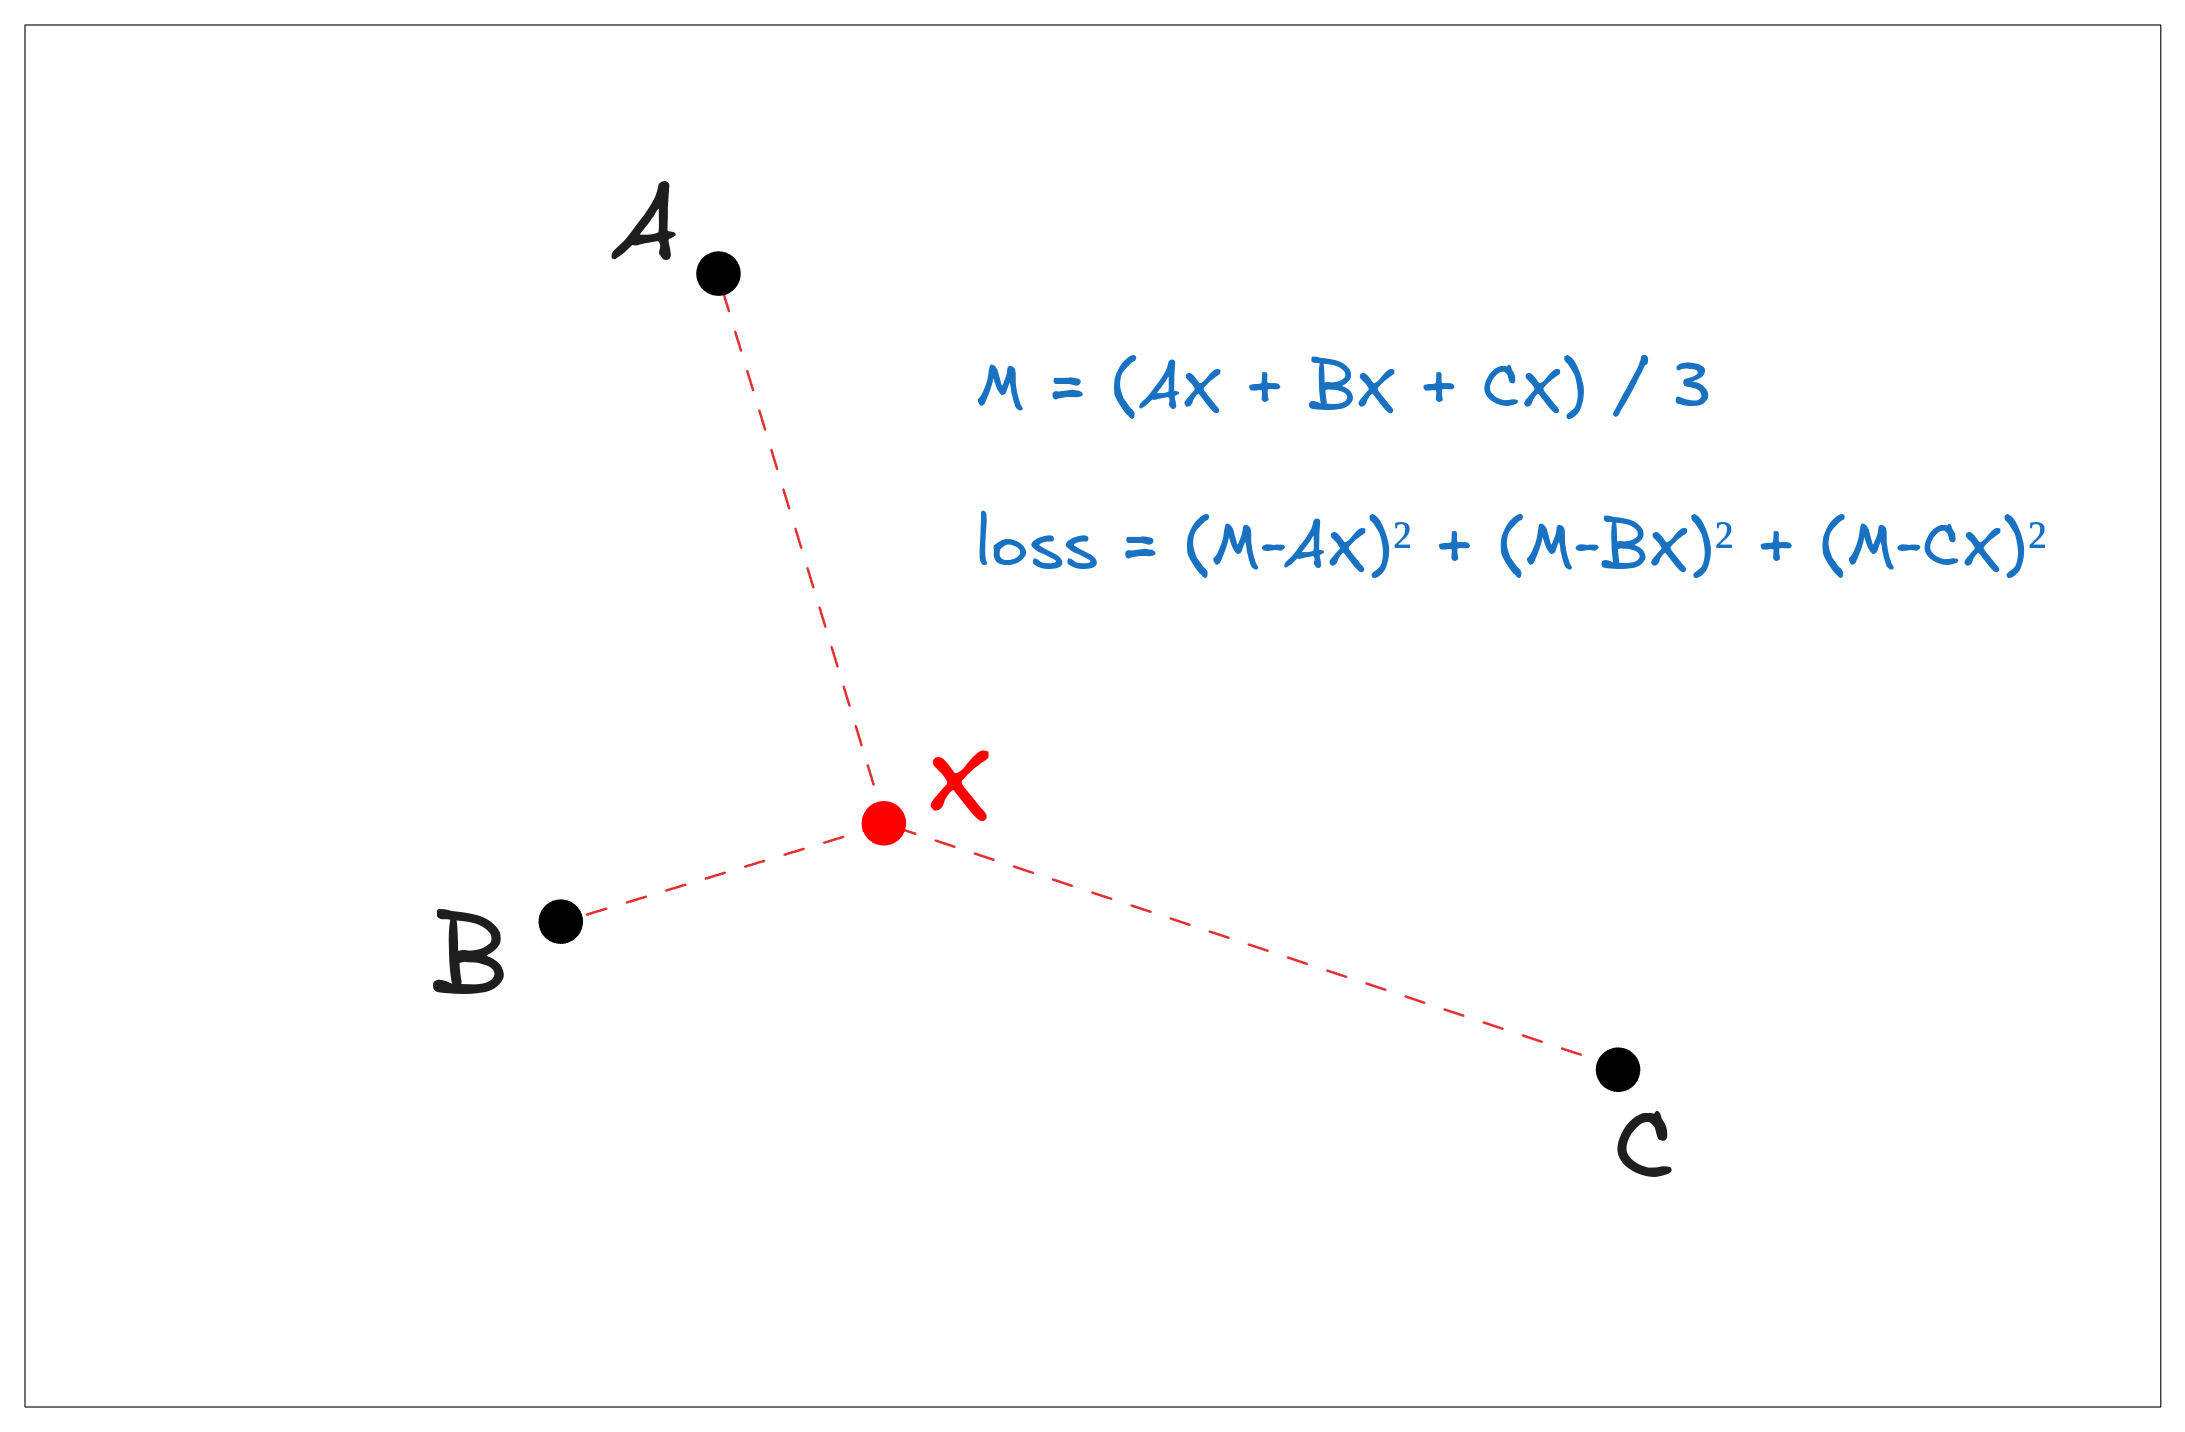 A
M = (AX + BX + CX) / 3
loss = (M-AX)² + (M-BX)² + (M-CX)²
X
B
C